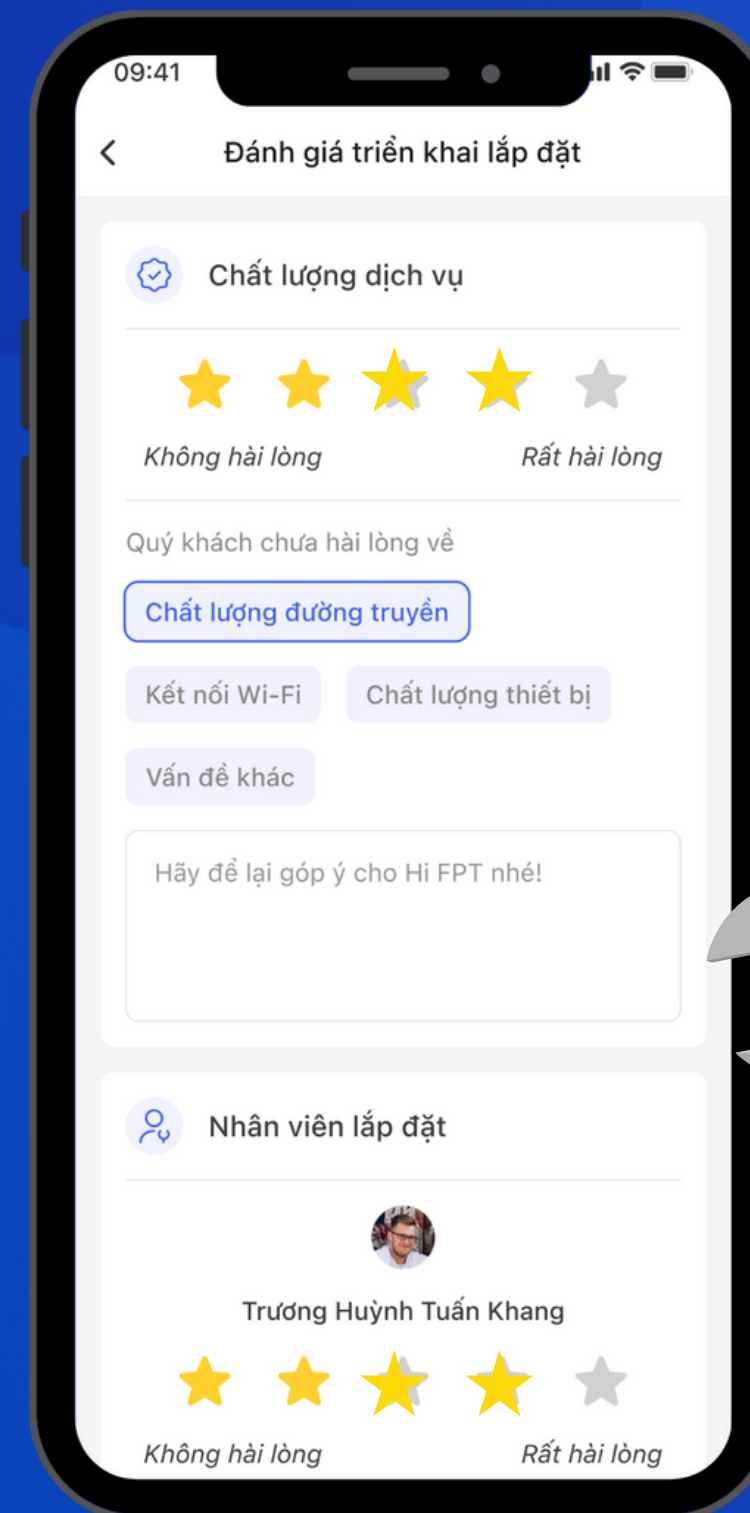 09:41
Đánh giá triển khai lắp đặt
Chất lượng dịch vụ
Không hài lòng Rất hài lòng
Quý khách chưa hài lòng về
Chất lượng đường truyền
Kết nối Wi-Fi Chất lượng thiết bị
Vấn đề khác
Hãy để lại góp ý cho Hi FPT nhé!
Nhân viên lắp đặt
Trương Huỳnh Tuấn Khang
Không hài lòng Rất hài lòng